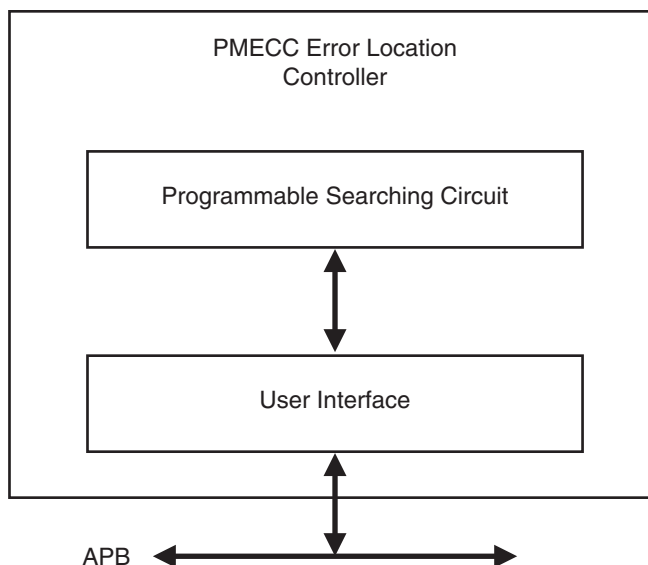 PMECC Error Location
Controller
Programmable Searching Circuit
User Interface
APB